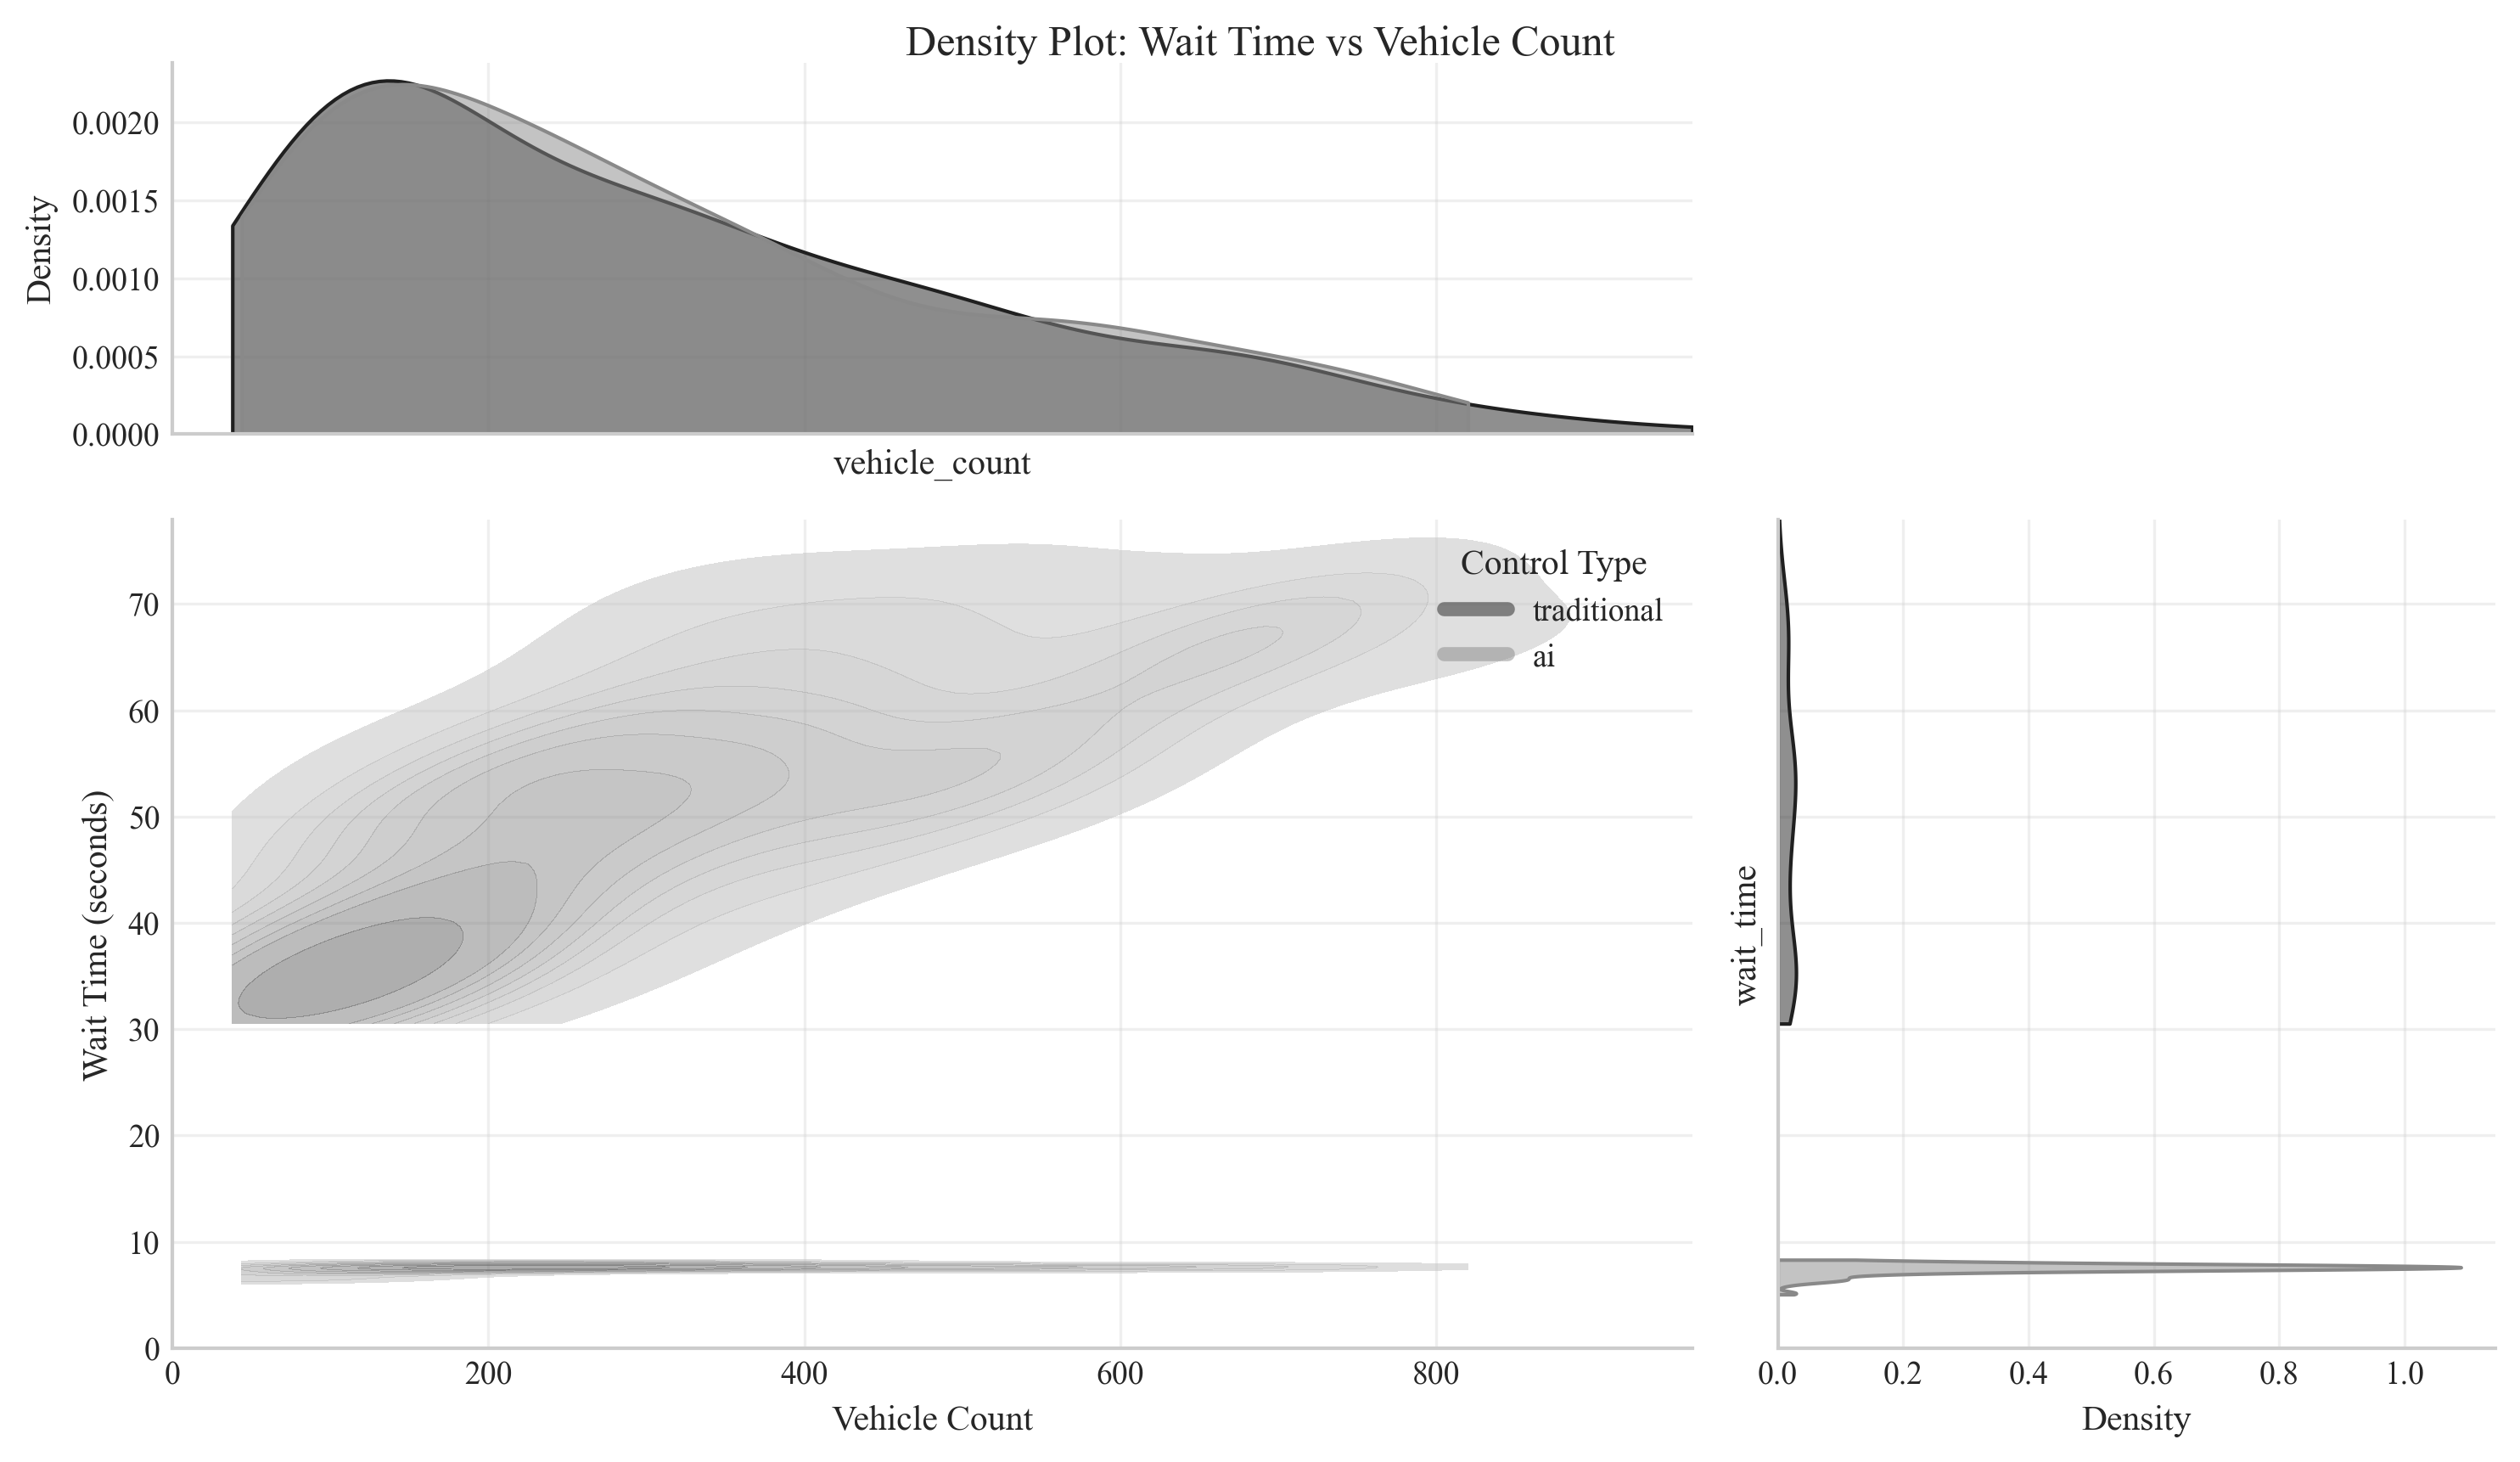 Density Plot: Wait Time vs Vehicle Count
Density
0.0020
0.0015
0.0010
0.0005
0.0000
vehicle_count
Wait Time (seconds)
70
60
50
40
30
20
10
0
0 200 400 600 800
Vehicle Count
Control Type
traditional
ai
wait_time
0.0 0.2 0.4 0.6 0.8 1.0
Density